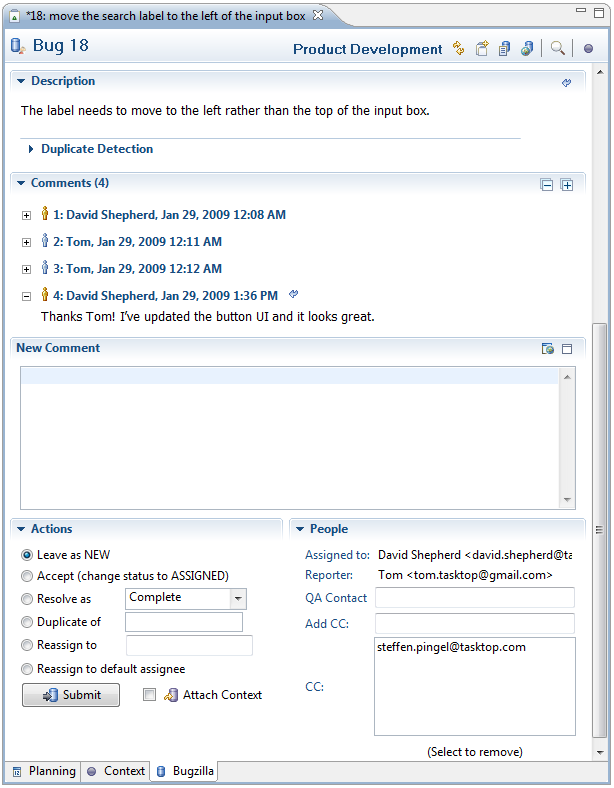 *18: move the search label to the left of the input box
Bug 18
Product Development
Description
The label needs to move to the left rather than the top of the input box.
Duplicate Detection
Comments (4)
1: David Shepherd, Jan 29, 2009 12:08 AM
2: Tom, Jan 29, 2009 12:11 AM
3: Tom, Jan 29, 2009 12:12 AM
4: David Shepherd, Jan 29, 2009 1:36 PM
Thanks Tom! I've updated the button UI and it looks great.
New Comment
Actions
Leave as NEW
Accept (change status to ASSIGNED)
Resolve as Complete
Duplicate of
Reassign to
Reassign to default assignee
Submit Attach Context
People
Assigned to: David Shepherd <david.shepherd@ta
Reporter: Tom <tom.tasktop@gmail.com>
QA Contact
Add CC:
CC: steffen.pingel@tasktop.com
(Select to remove)
Planning Context Bugzilla